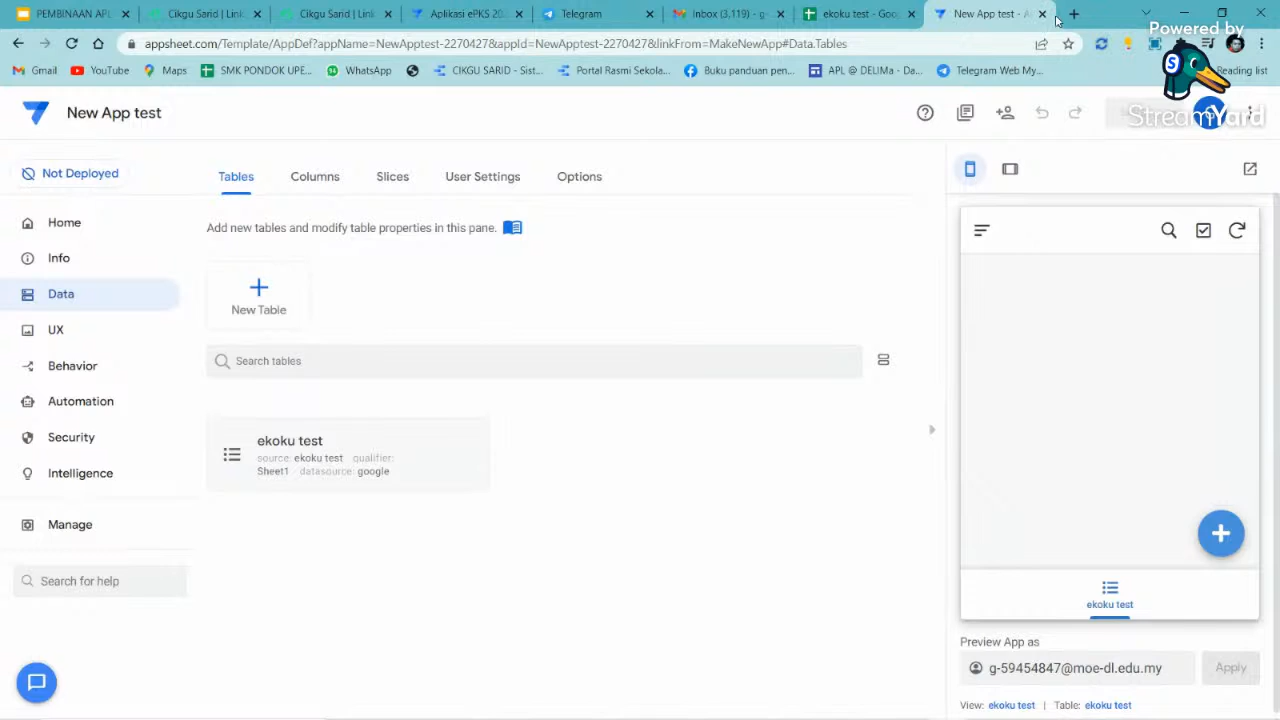 PEMBINAAN APL
Cikgu Sarid | Link
Cikgu Sarid | Link
Aplikasi ePKS 20
Telegram
Inbox (3,119) - g-
ekoku test - Goo
New App test - A
appsheet.com/Template/AppDef?appName=NewApptest-2270427&appId=NewApptest-2270427&linkFrom=MakeNewApp#Data.Tables
Powered by
Gmail
YouTube
Maps
SMK PONDOK UPE...
WhatsApp
CIKGU SARID - Sist...
Portal Rasmi Sekola...
Buku panduan pen...
APL @ DELIMa - Da...
Telegram Web My...
Reading list
StreamYard
New App test
Not Deployed
Tables
Columns
Slices
User Settings
Options
Home
Add new tables and modify table properties in this pane.
Info
Data
New Table
UX
Search tables
Behavior
Automation
ekoku test
source: ekoku test qualifier:
Sheet1 datasource: google
Security
Intelligence
Manage
Search for help
ekoku test
Preview App as
g-59454847@moe-dl.edu.my
Apply
View: ekoku test | Table: ekoku test